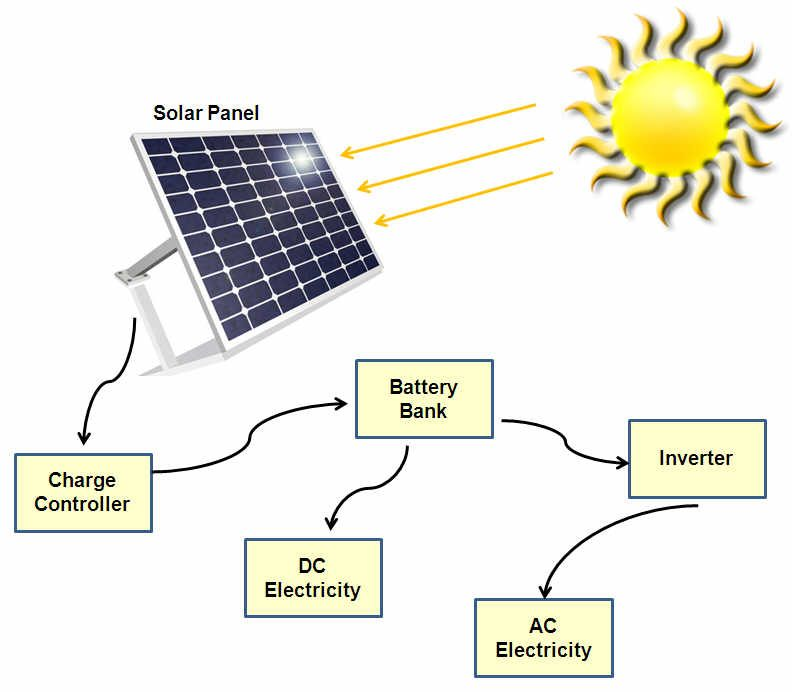 Solar Panel
Battery
Bank
Charge
Controller
Inverter
DC
Electricity
AC
Electricity